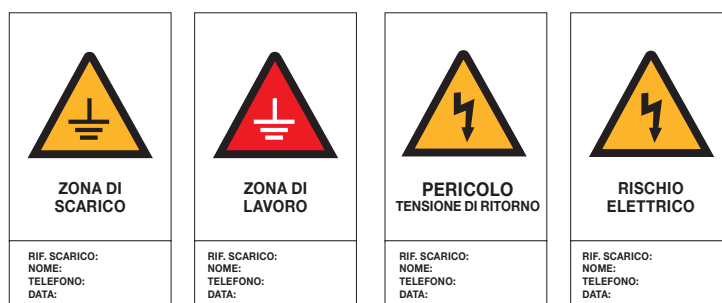 ZONA DI
SCARICO
RIF. SCARICO:
NOME:
TELEFONO:
DATA:
ZONA DI
LAVORO
RIF. SCARICO:
NOME:
TELEFONO:
DATA:
PERICOLO
TENSIONE DI RITORNO
RIF. SCARICO:
NOME:
TELEFONO:
DATA:
RISCHIO
ELETTRICO
RIF. SCARICO:
NOME:
TELEFONO:
DATA: